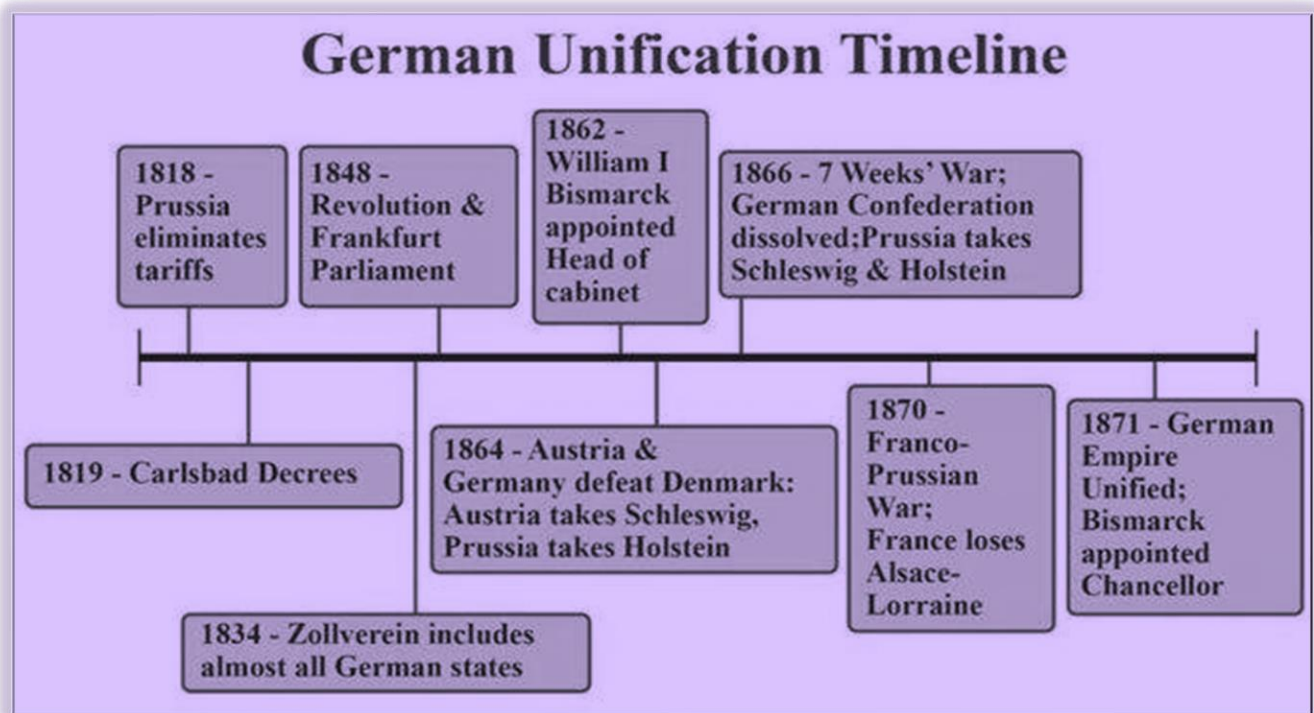 German Unification Timeline
1818 -
Prussia
eliminates
tariffs
1848 -
Revolution &
Frankfurt
Parliament
1862 -
William I
Bismarck
appointed
Head of
cabinet
1866 - 7 Weeks' War;
German Confederation
dissolved;Prussia takes
Schleswig & Holstein
1819 - Carlsbad Decrees
1834 - Zollverein includes
almost all German states
1864 - Austria &
Germany defeat Denmark:
Austria takes Schleswig,
Prussia takes Holstein
1870 -
Franco-
Prussian
War;
France loses
Alsace-
Lorraine
1871 - German
Empire
Unified;
Bismarck
appointed
Chancellor